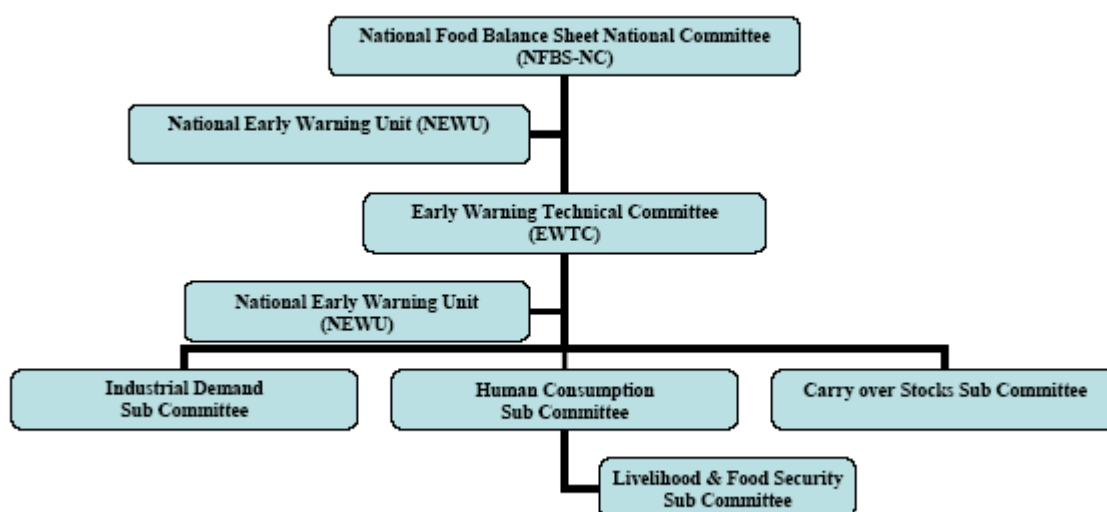 National Food Balance Sheet National Committee
(NFBS-NC)
National Early Warning Unit (NEWU)
Early Warning Technical Committee
(EWTC)
National Early Warning Unit
(NEWU)
Industrial Demand
Sub Committee
Human Consumption
Sub Committee
Carry over Stocks Sub Committee
Livelihood & Food Security
Sub Committee